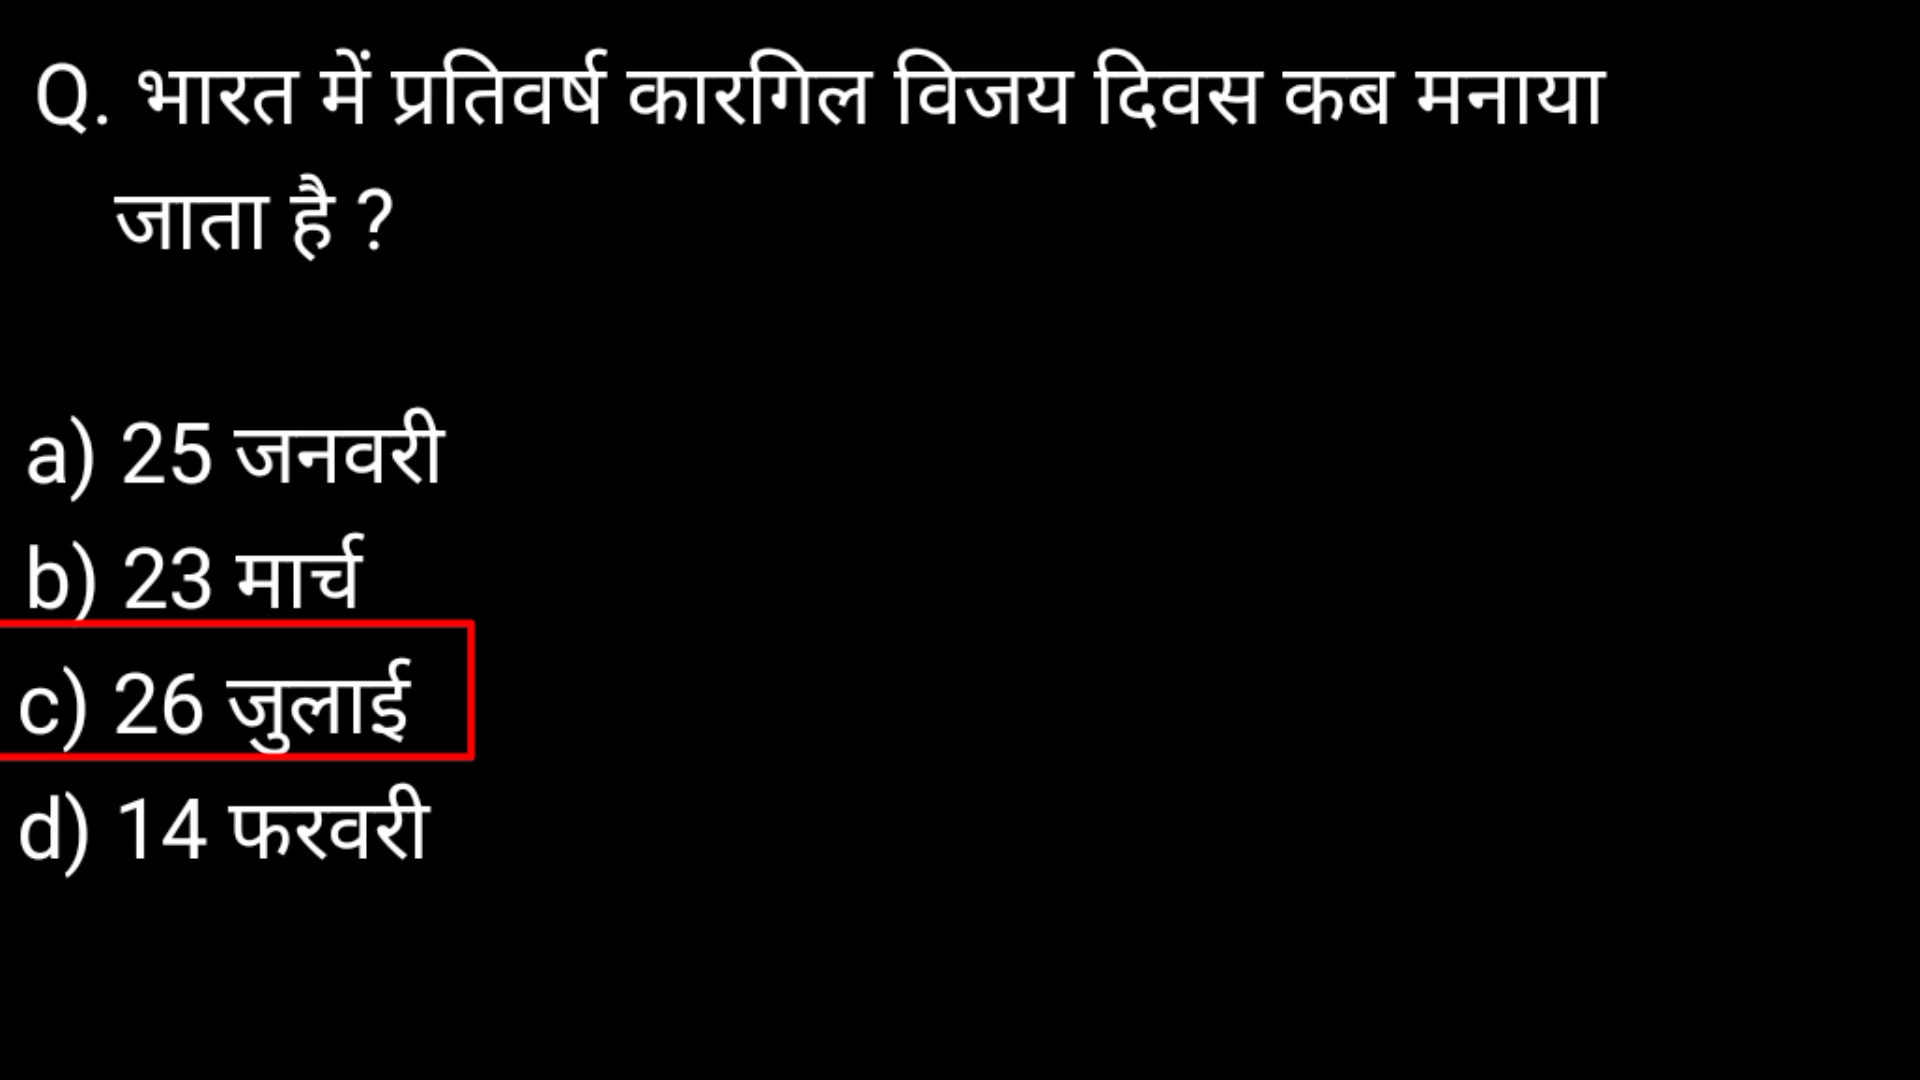 Q. भारत में प्रतिवर्ष कारगिल विजय दिवस कब मनाया
जाता है ?
a) 25 जनवरी
b) 23 मार्च
c) 26 जुलाई
d) 14 फरवरी